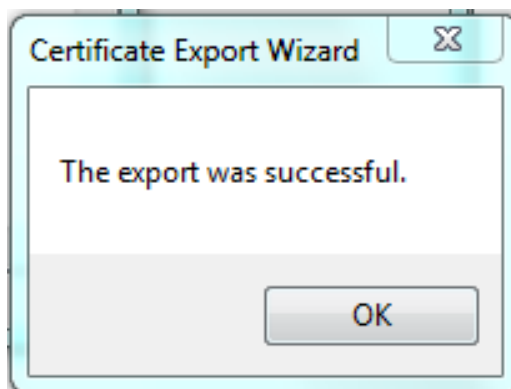 Certificate Export Wizard
The export was successful.
OK